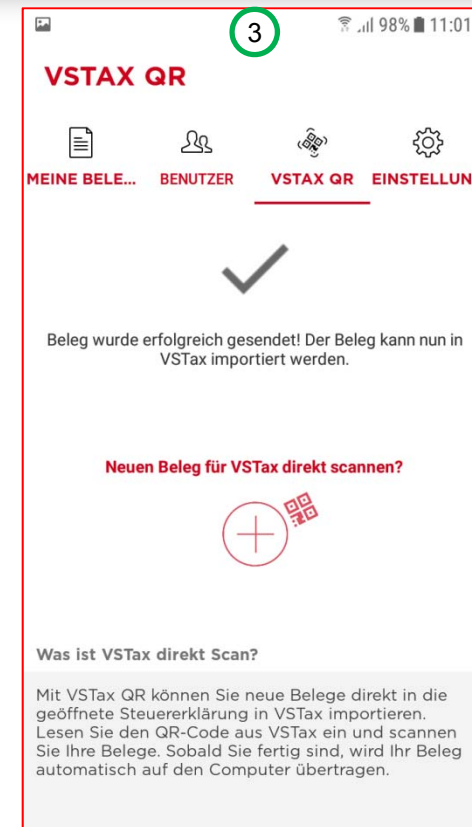 3
98% 11:01
VSTAX QR
MEINE BELE... BENUTZER VSTAX QR EINSTELLUN
Beleg wurde erfolgreich gesendet! Der Beleg kann nun in
VSTax importiert werden.
Neuen Beleg für VSTax direkt scannen?
Was ist VSTax direkt Scan?
Mit VSTax QR können Sie neue Belege direkt in die
geöffnete Steuererklärung in VSTax importieren.
Lesen Sie den QR-Code aus VSTax ein und scannen
Sie Ihre Belege. Sobald Sie fertig sind, wird Ihr Beleg
automatisch auf den Computer übertragen.